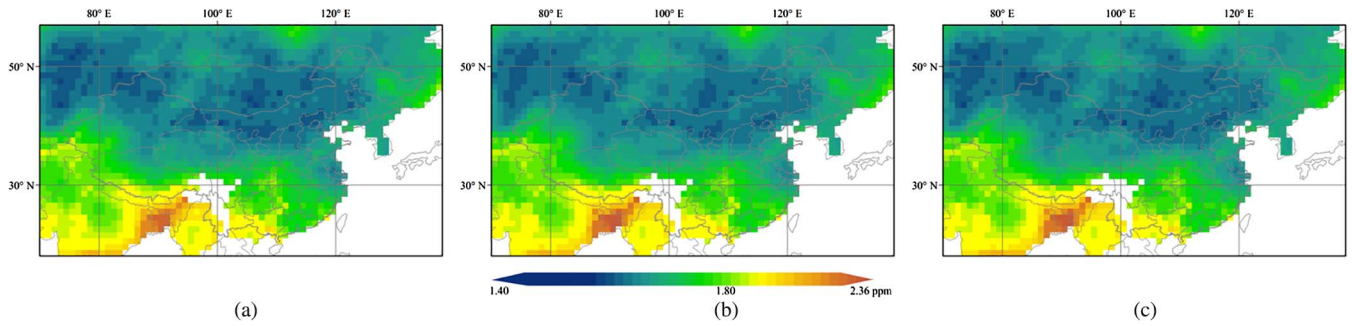 80° E 100° E 120° E 80° E 100° E 120° E 80° E 100° E 120° E
50° N 50° N 50° N
30° N 30° N 30° N
1.40 1.80 2.36 ppm
(a) (b) (c)